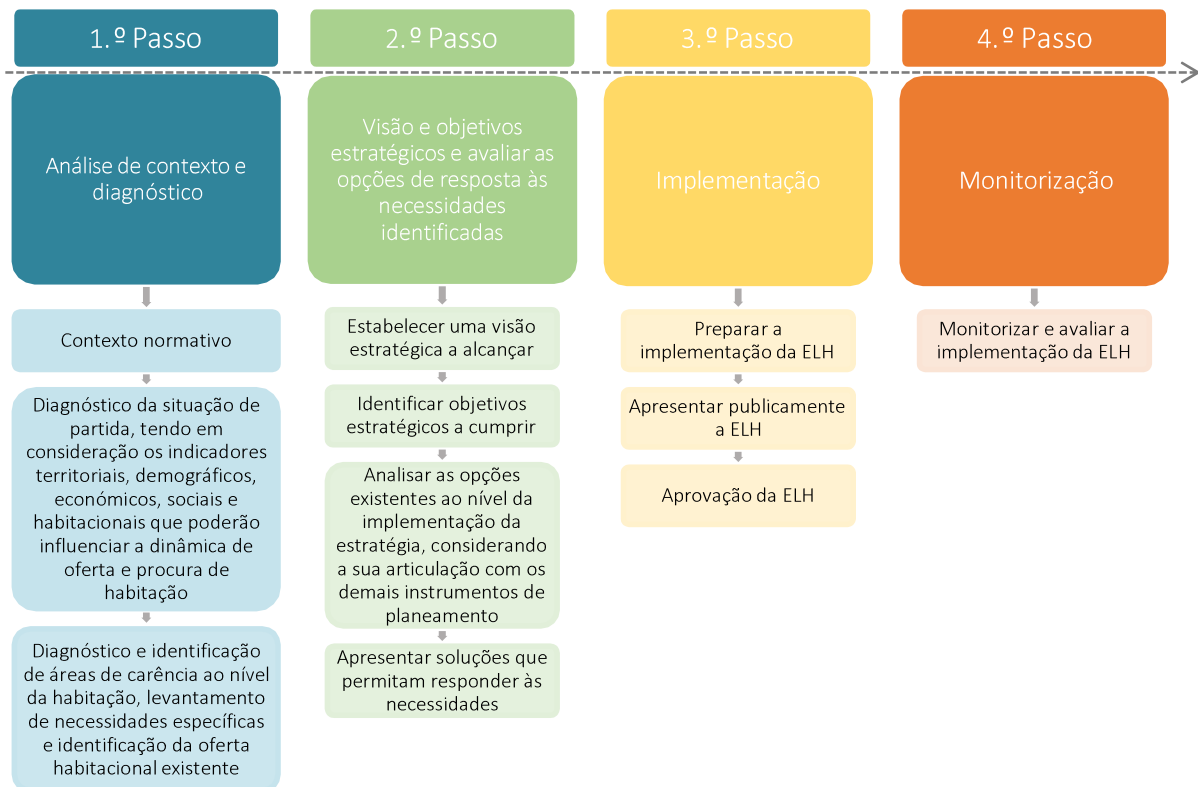 1.º Passo
Análise de contexto e
diagnóstico
Contexto normativo
Diagnóstico da situação de
partida, tendo em
consideração os indicadores
territoriais, demográficos,
económicos, sociais e
habitacionais que poderão
influenciar a dinâmica de
oferta e procura de
habitação
Diagnóstico e identificação
de áreas de carência ao nível
da habitação, levantamento
de necessidades específicas
e identificação da oferta
habitacional existente
2.º Passo
Visão e objetivos
estratégicos e avaliar as
opções de resposta às
necessidades
identificadas
Estabelecer uma visão
estratégica a alcançar
Identificar objetivos
estratégicos a cumprir
Analisar as opções
existentes ao nível da
implementação da
estratégia, considerando
a sua articulação com os
demais instrumentos de
planeamento
Apresentar soluções que
permitam responder às
necessidades
3.º Passo
Implementação
Preparar a
implementação da ELH
Apresentar publicamente
a ELH
Aprovação da ELH
4.º Passo
Monitorização
Monitorizar e avaliar a
implementação da ELH